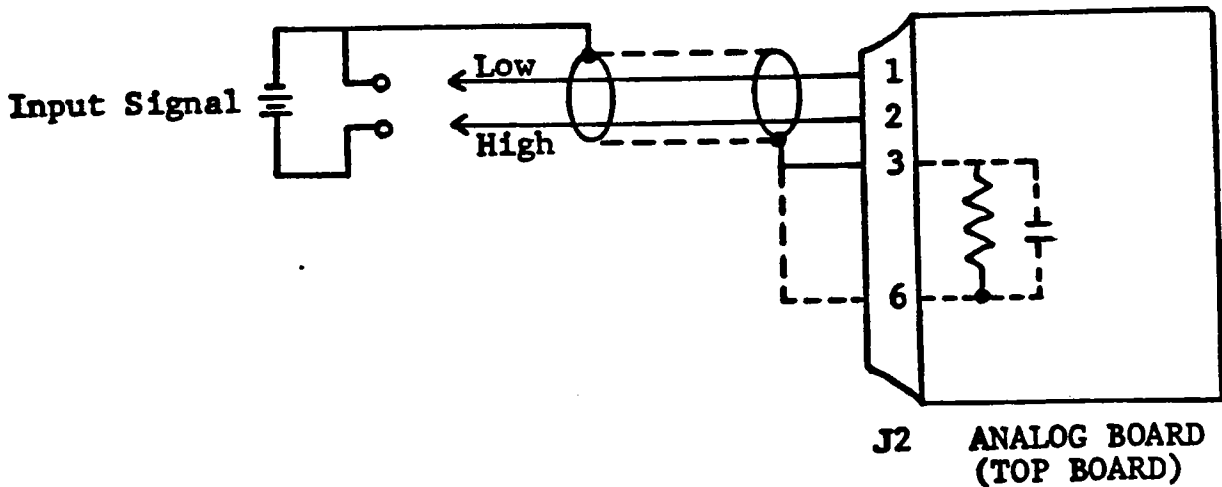 Input Signal
Low
High
1
2
3
6
J2
ANALOG BOARD
(TOP BOARD)